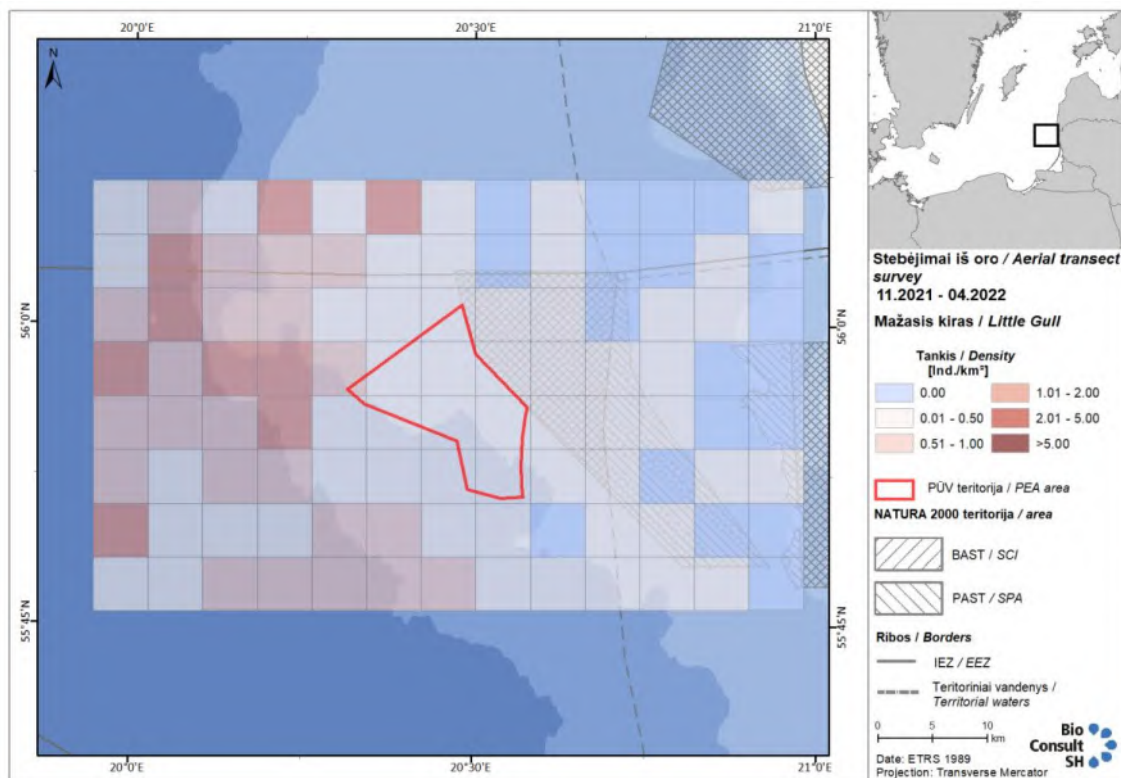 20°0'E
20°30'E
21°0'E
N
56°0'N
56°0'N
55°45'N
55°45'N
20°0'E
20°30'E
21°0'E
Stebėjimai iš oro / Aerial transect
survey
11.2021 - 04.2022
Mažasis kiras / Little Gull
Tankis / Density
[Ind./km²]
0.00
1.01 - 2.00
0.01 - 0.50
2.01 - 5.00
0.51 - 1.00
>5.00
PŪV teritorija / PEA area
NATURA 2000 teritorija / area
BAST / SCI
PAST / SPA
Ribos / Borders
IEZ / EEZ
Teritoriniai vandenys /
Territorial waters
0 5 10
km
Date: ETRS 1989
Projection: Transverse Mercator
Bio
Consult
SH